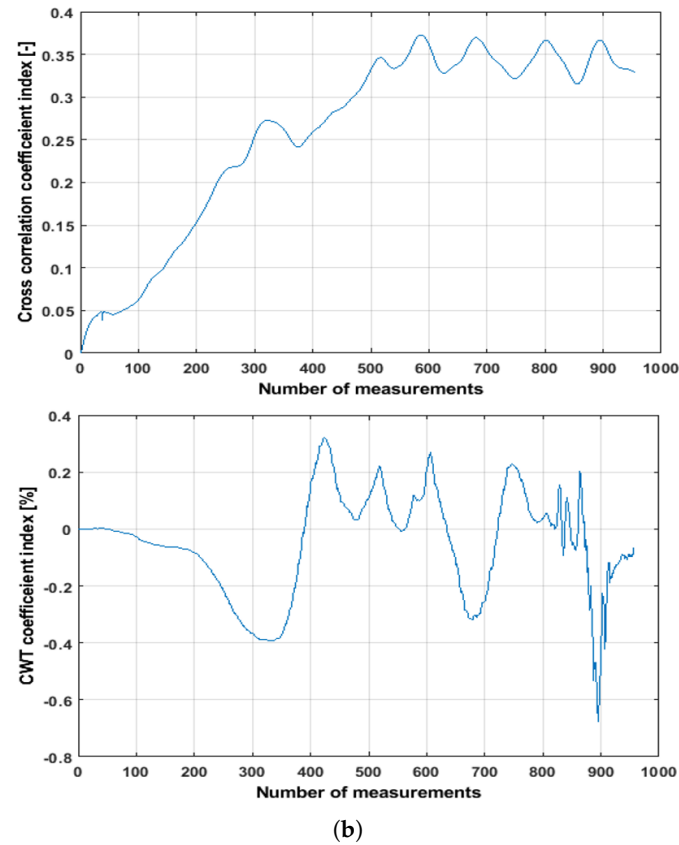 0.4
0.35
0.3
0.25
0.2
0.15
0.1
0.05
0
Cross correlation coefficeient index [-]
0 100 200 300 400 500 600 700 800 900 1000
Number of measurements
0.4
0.2
0
-0.2
-0.4
-0.6
-0.8
CWT coefficeient index [%]
0 100 200 300 400 500 600 700 800 900 1000
Number of measurements
(b)